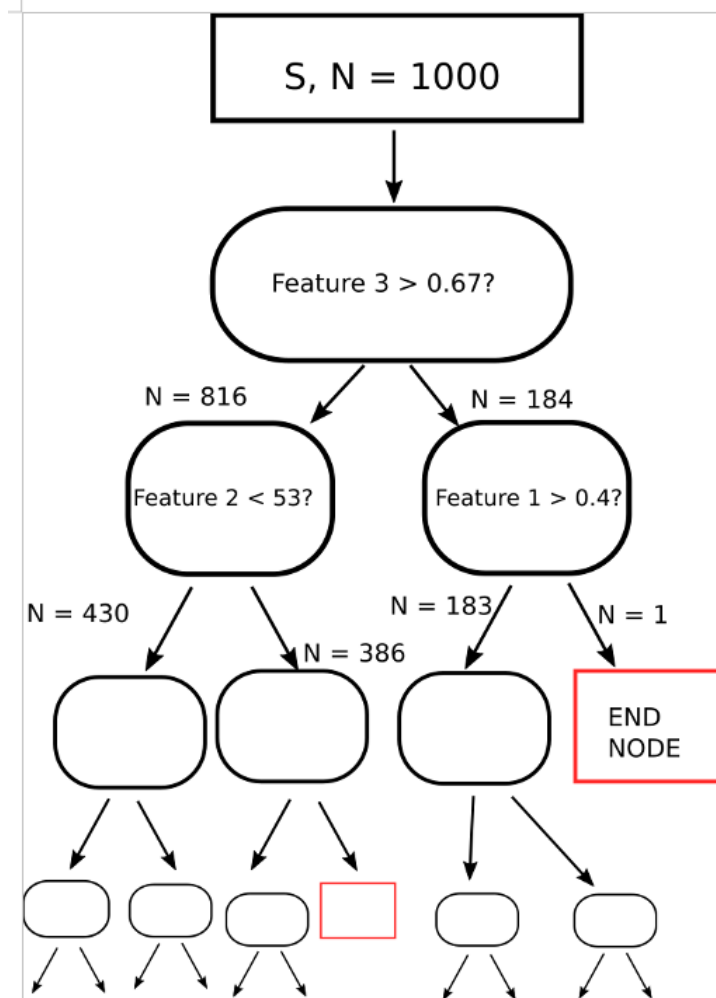 S, N = 1000
Feature 3 > 0.67?
N = 816
N = 184
Feature 2 < 53?
Feature 1 > 0.4?
N = 430
N = 386
N = 183
N = 1
END
NODE